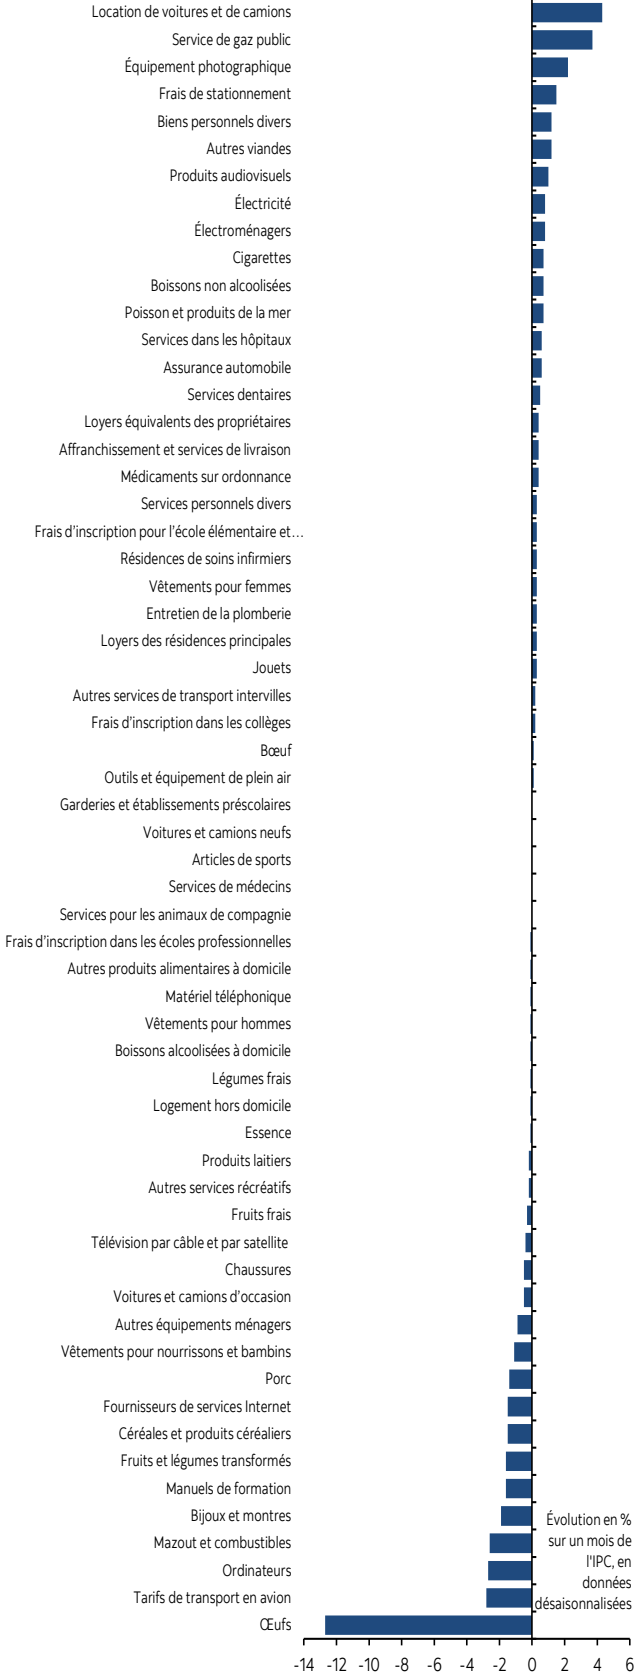 Location de voitures et de camions
Service de gaz public
Équipement photographique
Frais de stationnement
Biens personnels divers
Autres viandes
Produits audiovisuels
Électricité
Électroménagers
Cigarettes
Boissons non alcoolisées
Poisson et produits de la mer
Services dans les hôpitaux
Assurance automobile
Services dentaires
Loyers équivalents des propriétaires
Affranchissement et services de livraison
Médicaments sur ordonnance
Services personnels divers
Frais d’inscription pour l’école élémentaire et…
Résidences de soins infirmiers
Vêtements pour femmes
Entretien de la plomberie
Loyers des résidences principales
Jouets
Autres services de transport intervilles
Frais d’inscription dans les collèges
Bœuf
Outils et équipement de plein air
Garderies et établissements préscolaires
Voitures et camions neufs
Articles de sports
Services de médecins
Services pour les animaux de compagnie
Frais d’inscription dans les écoles professionnelles
Autres produits alimentaires à domicile
Matériel téléphonique
Vêtements pour hommes
Boissons alcoolisées à domicile
Légumes frais
Logement hors domicile
Essence
Produits laitiers
Autres services récréatifs
Fruits frais
Télévision par câble et par satellite
Chaussures
Voitures et camions d’occasion
Autres équipements ménagers
Vêtements pour nourrissons et bambins
Porc
Fournisseurs de services Internet
Céréales et produits céréaliers
Fruits et légumes transformés
Manuels de formation
Bijoux et montres
Mazout et combustibles
Ordinateurs
Tarifs de transport en avion
Œufs
Évolution en %
sur un mois de
l'IPC, en
données
désaisonnalisées
-14 -12 -10 -8 -6 -4 -2 0 2 4 6